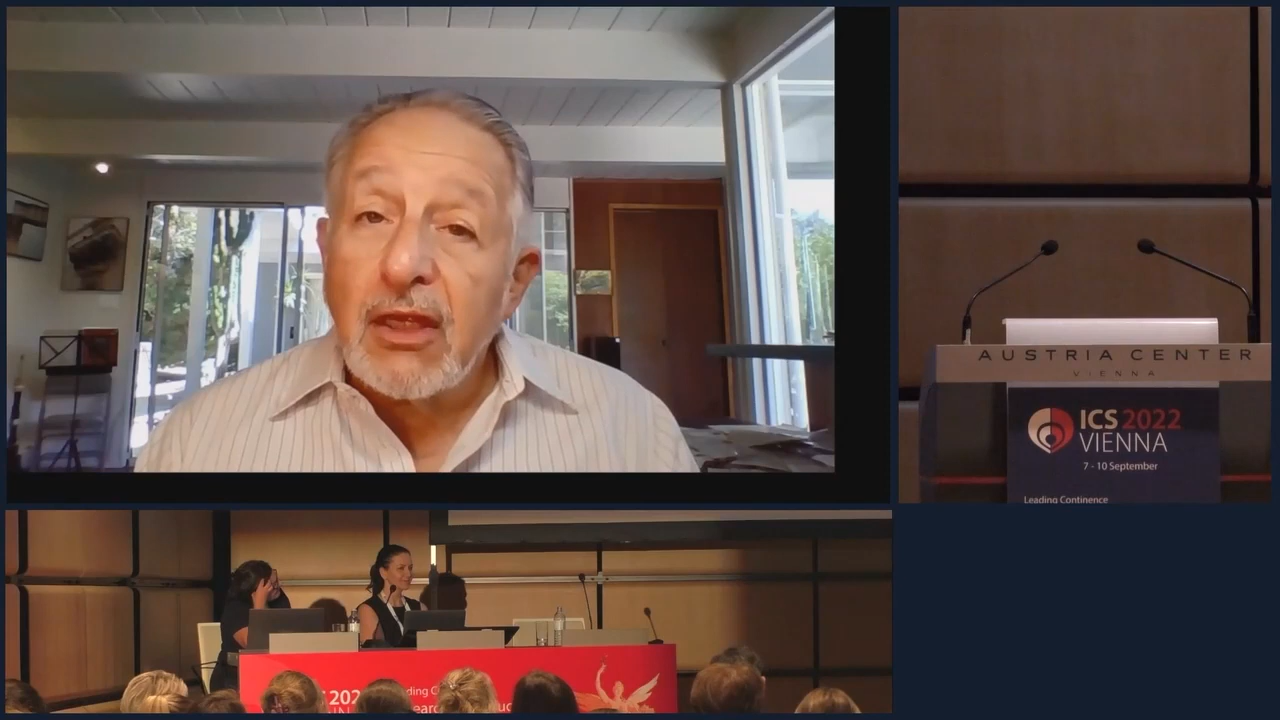 AUSTRIA CENTER
VIENNA
ICS 2022
VIENNA
7 - 10 September
Leading Continence